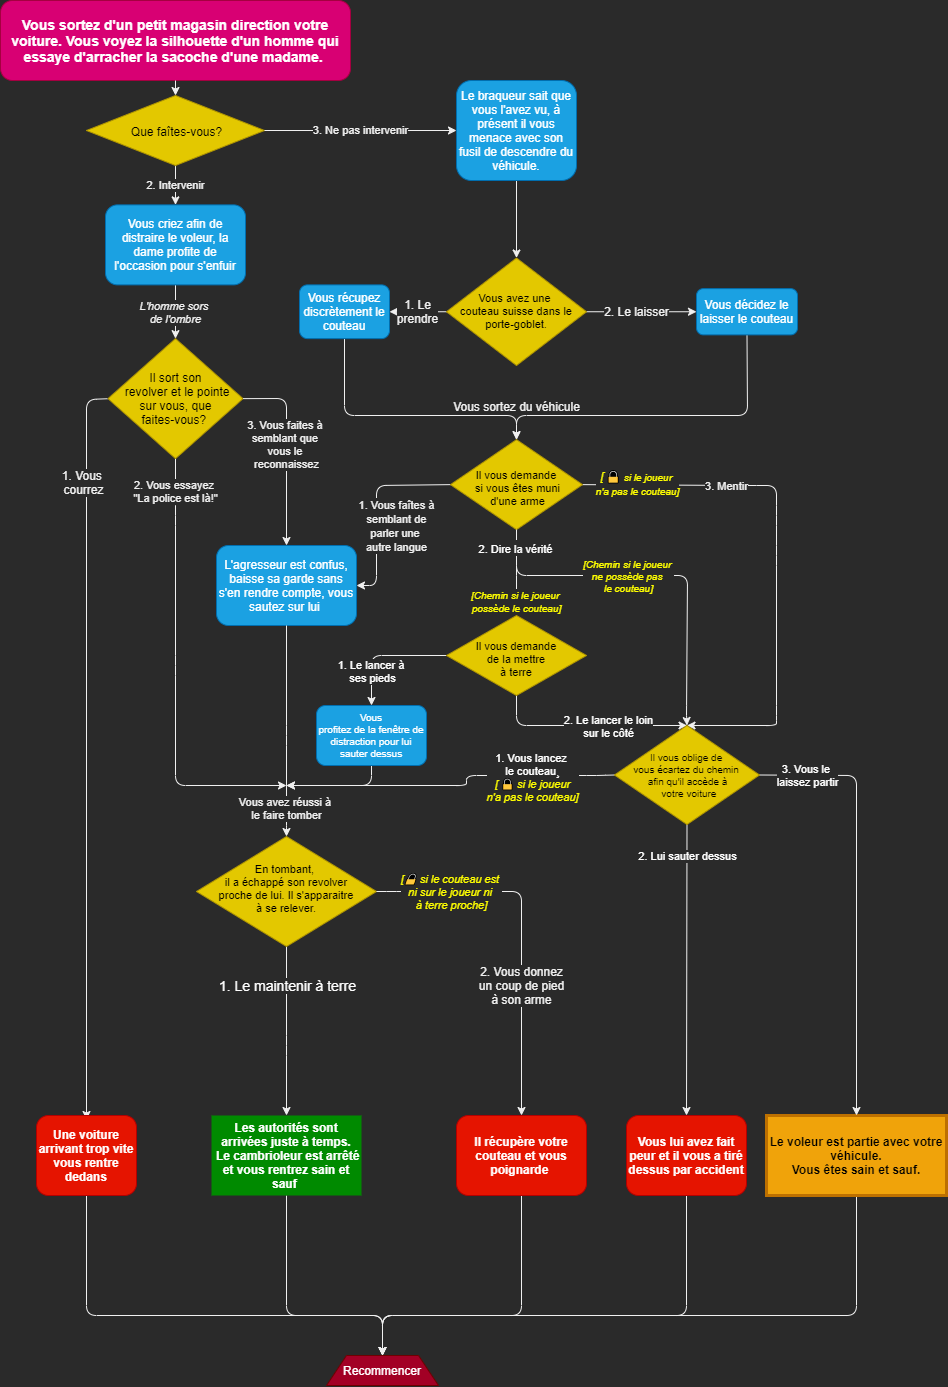 Vous sortez d'un petit magasin direction votre
voiture. Vous voyez la silhouette d'un homme qui
essaye d'arracher la sacoche d'une madame.
Que faîtes-vous?
3. Ne pas intervenir
Le braqueur sait que
vous l'avez vu, à
présent il vous
menace avec son
fusil de descendre du
véhicule.
2. Intervenir
Vous criez afin de
distraire le voleur, la
dame profite de
l'occasion pour s'enfuir
L'homme sors
de l'ombre
Vous récupez
discrètement le
couteau
1. Le
prendre
Vous avez une
couteau suisse dans le
porte-goblet.
2. Le laisser
Vous décidez le
laisser le couteau
Il sort son
revolver et le pointe
sur vous, que
faites-vous?
Vous sortez du véhicule
3. Vous faites à
semblant que
vous le
reconnaissez
1. Vous
courrez
2. Vous essayez
"La police est là!"
Il vous demande
si vous êtes muni
d'une arme
[ 🔒 si le joueur
n'a pas le couteau]
3. Mentir
1. Vous faîtes à
semblant de
parler une
autre langue
2. Dire la vérité
L'agresseur est confus,
baisse sa garde sans
s'en rendre compte, vous
sautez sur lui
[Chemin si le joueur
ne possède pas
le couteau]
[Chemin si le joueur
possède le couteau]
Il vous demande
de la mettre
à terre
1. Le lancer à
ses pieds
Vous
profitez de la fenêtre de
distraction pour lui
sauter dessus
2. Le lancer le loin
sur le côté
1. Vous lancez
le couteau,
[ 🔒 si le joueur
n'a pas le couteau]
Il vous oblige de
vous écartez du chemin
afin qu'il accède à
votre voiture
3. Vous le
laissez partir
Vous avez réussi à
le faire tomber
2. Lui sauter dessus
En tombant,
il a échappé son revolver
proche de lui. Il s'apparaitre
à se relever.
[🔓 si le couteau est
ni sur le joueur ni
à terre proche]
1. Le maintenir à terre
2. Vous donnez
un coup de pied
à son arme
Une voiture
arrivant trop vite
vous rentre
dedans
Les autorités sont
arrivées juste à temps.
Le cambrioleur est arrêté
et vous rentrez sain et
sauf
Il récupère votre
couteau et vous
poignarde
Vous lui avez fait
peur et il vous a tiré
dessus par accident
Le voleur est partie avec votre
véhicule.
Vous êtes sain et sauf.
Recommencer